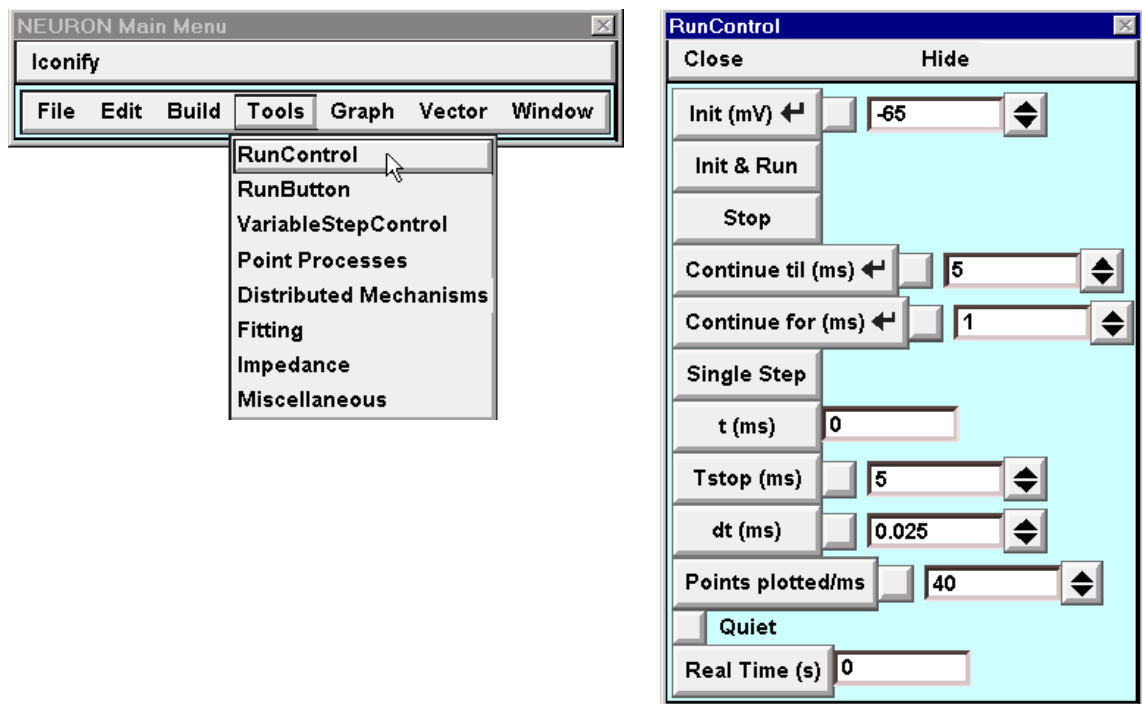 NEURON Main Menu
Iconify
File Edit Build Tools Graph Vector Window
RunControl
RunButton
VariableStepControl
Point Processes
Distributed Mechanisms
Fitting
Impedance
Miscellaneous
RunControl
Close Hide
Init (mV) -65
Init & Run
Stop
Continue til (ms) 5
Continue for (ms) 1
Single Step
t (ms) 0
Tstop (ms) 5
dt (ms) 0.025
Points plotted/ms 40
Quiet
Real Time (s) 0